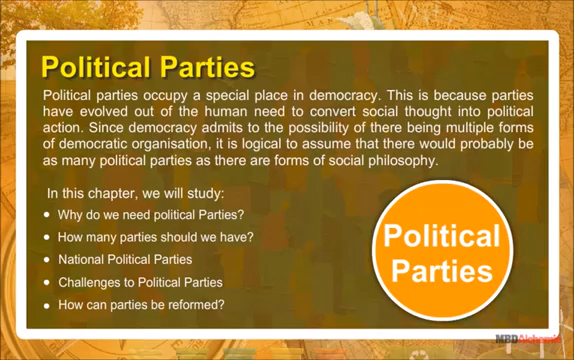 Political Parties
Political parties occupy a special place in democracy. This is because parties
have evolved out of the human need to convert social thought into political
action. Since democracy admits to the possibility of there being multiple forms
of democratic organisation, it is logical to assume that there would probably be
as many political parties as there are forms of social philosophy.
In this chapter, we will study:
• Why do we need political Parties?
• How many parties should we have?
• National Political Parties
• Challenges to Political Parties
• How can parties be reformed?
Political
Parties
MBDAlchemie